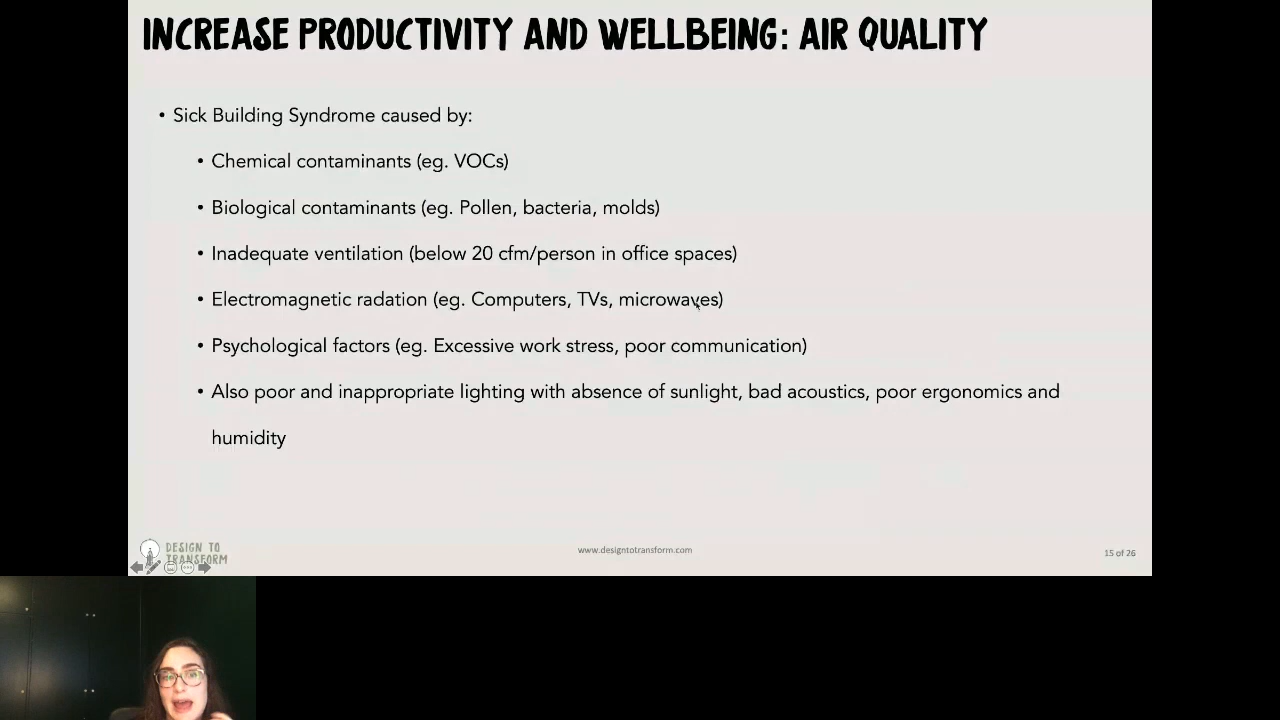 INCREASE PRODUCTIVITY AND WELLBEING: AIR QUALITY
• Sick Building Syndrome caused by:
• Chemical contaminants (eg. VOCs)
• Biological contaminants (eg. Pollen, bacteria, molds)
• Inadequate ventilation (below 20 cfm/person in office spaces)
• Electromagnetic radation (eg. Computers, TVs, microwaves)
• Psychological factors (eg. Excessive work stress, poor communication)
• Also poor and inappropriate lighting with absence of sunlight, bad acoustics, poor ergonomics and
humidity
DESIGN TO
TRANSFORM
www.designtotransform.com
15 of 26